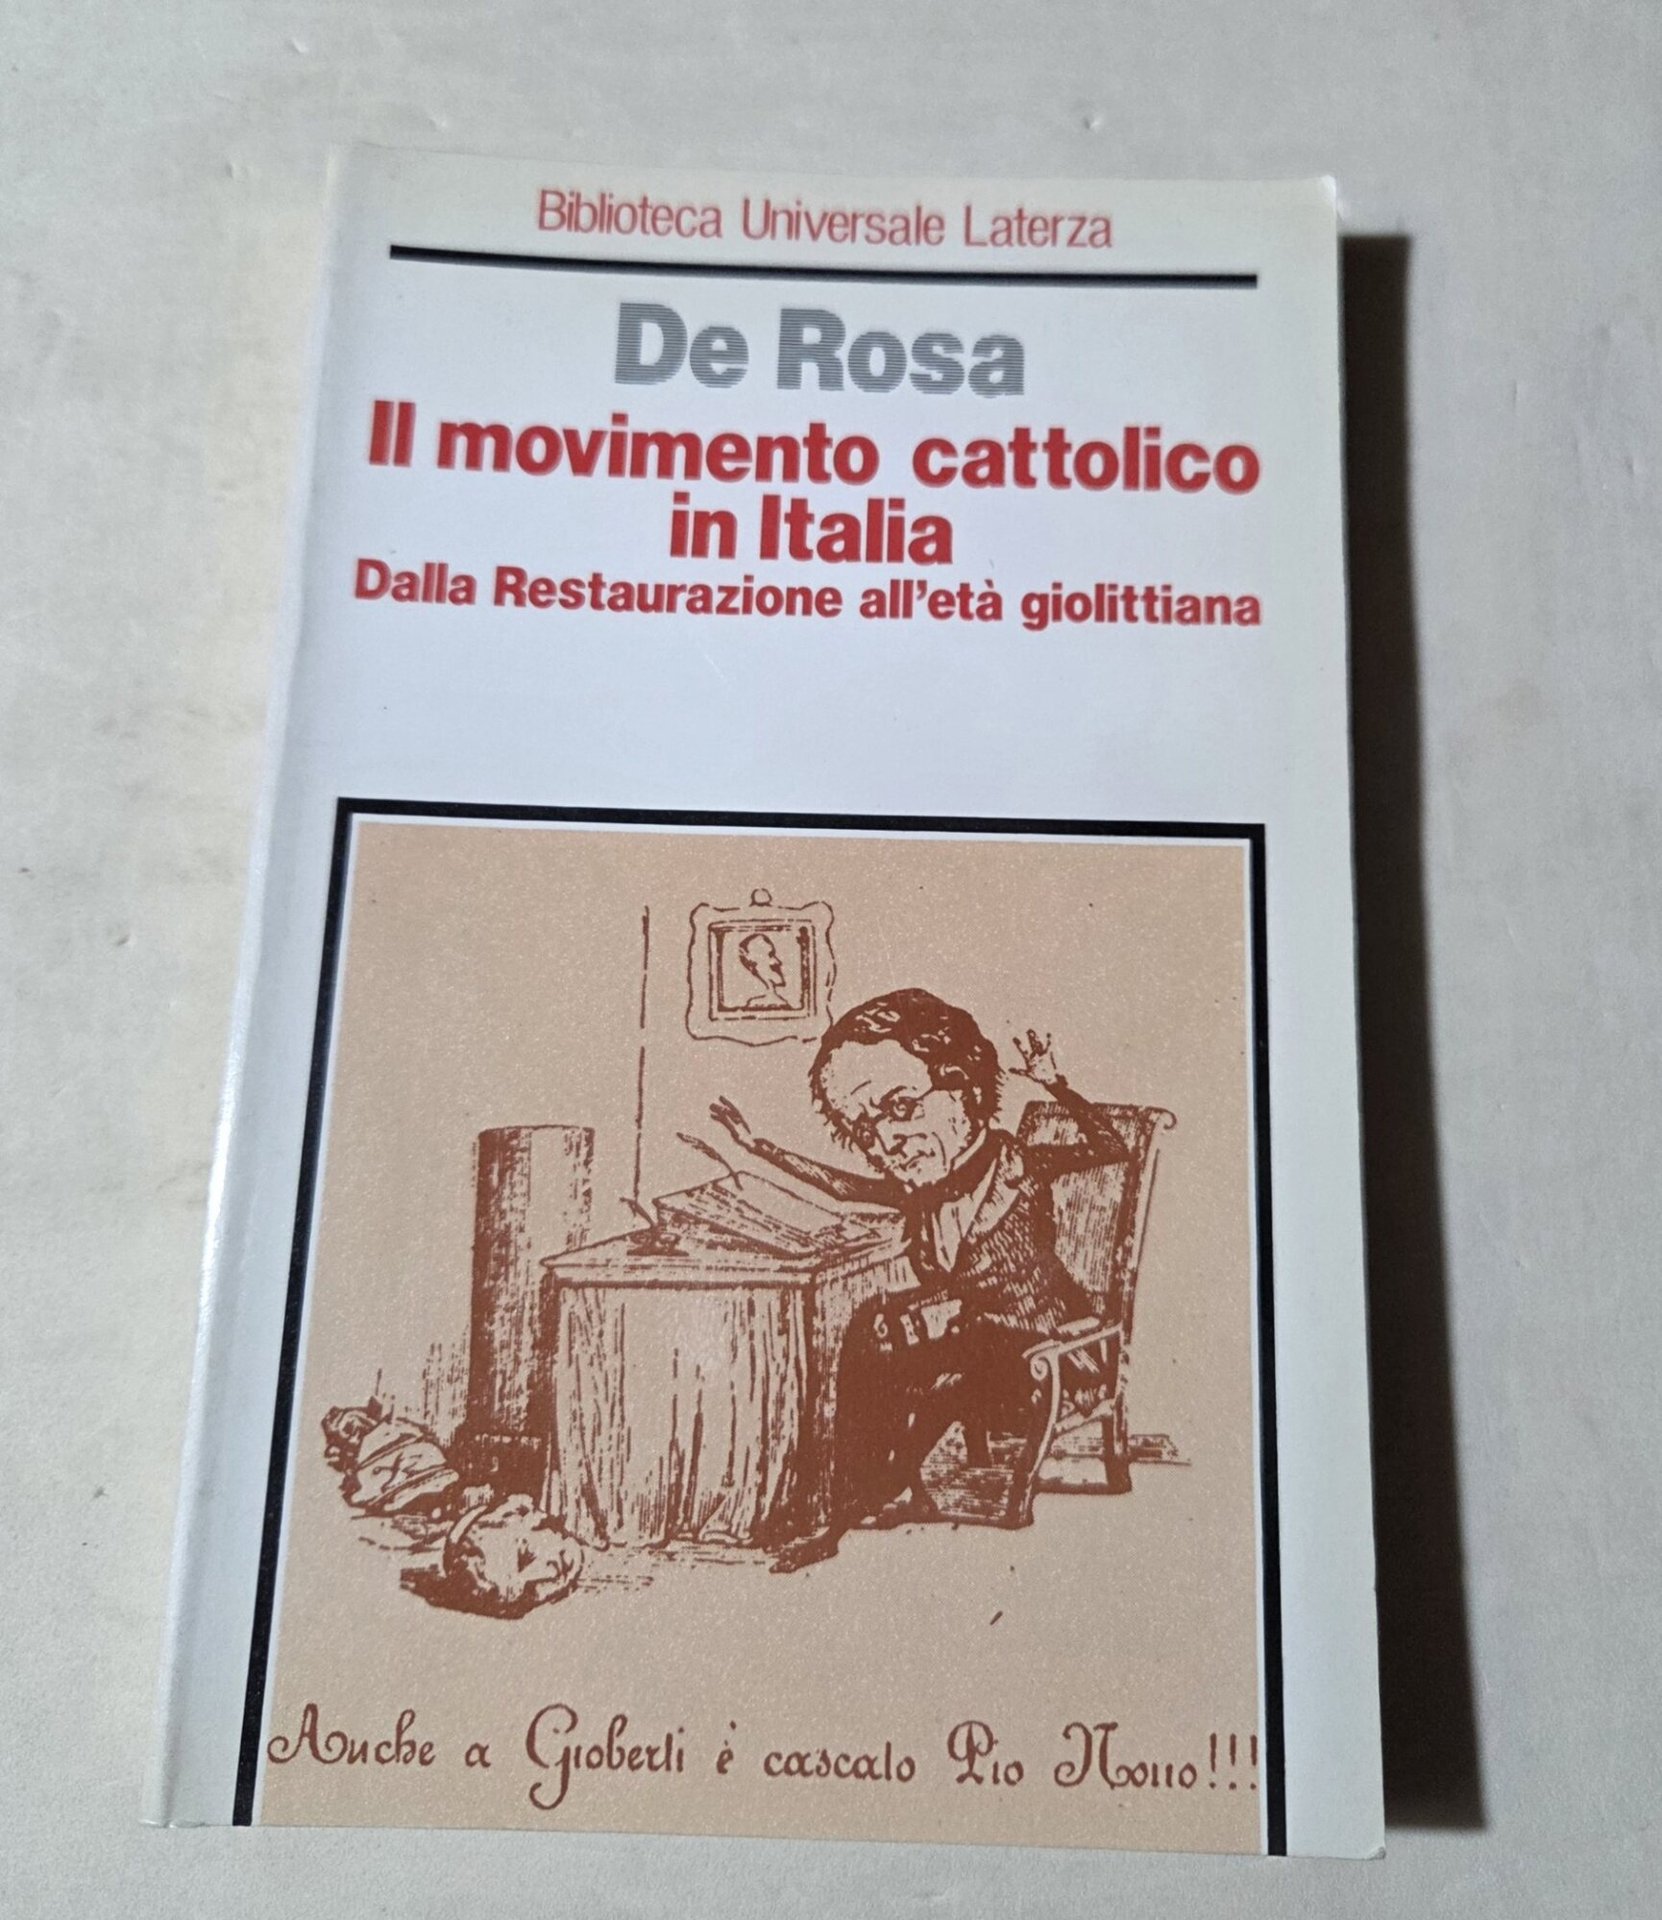 Biblioteca Universale Laterza
De Rosa
Il movimento cattolico
in Italia
Dalla Restaurazione all'età giolittiana
Anche a Gioberti è cascato Pio Nono!!!